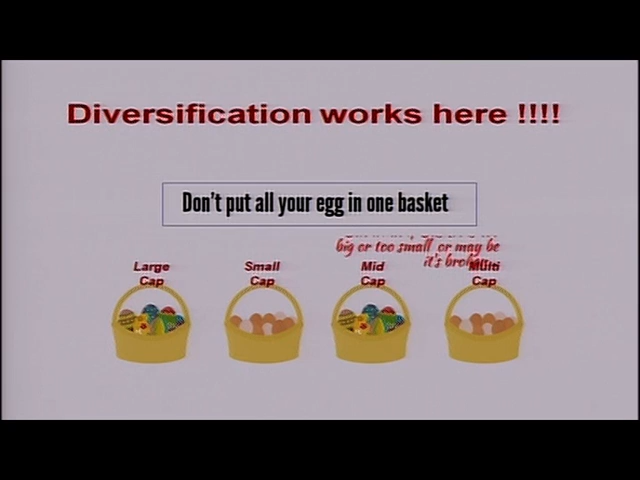 Diversification works here !!!!
Don't put all your egg in one basket
big or too small or may be
it's
Large
Cap
Small
Cap
Mid
Cap
Multi
Cap